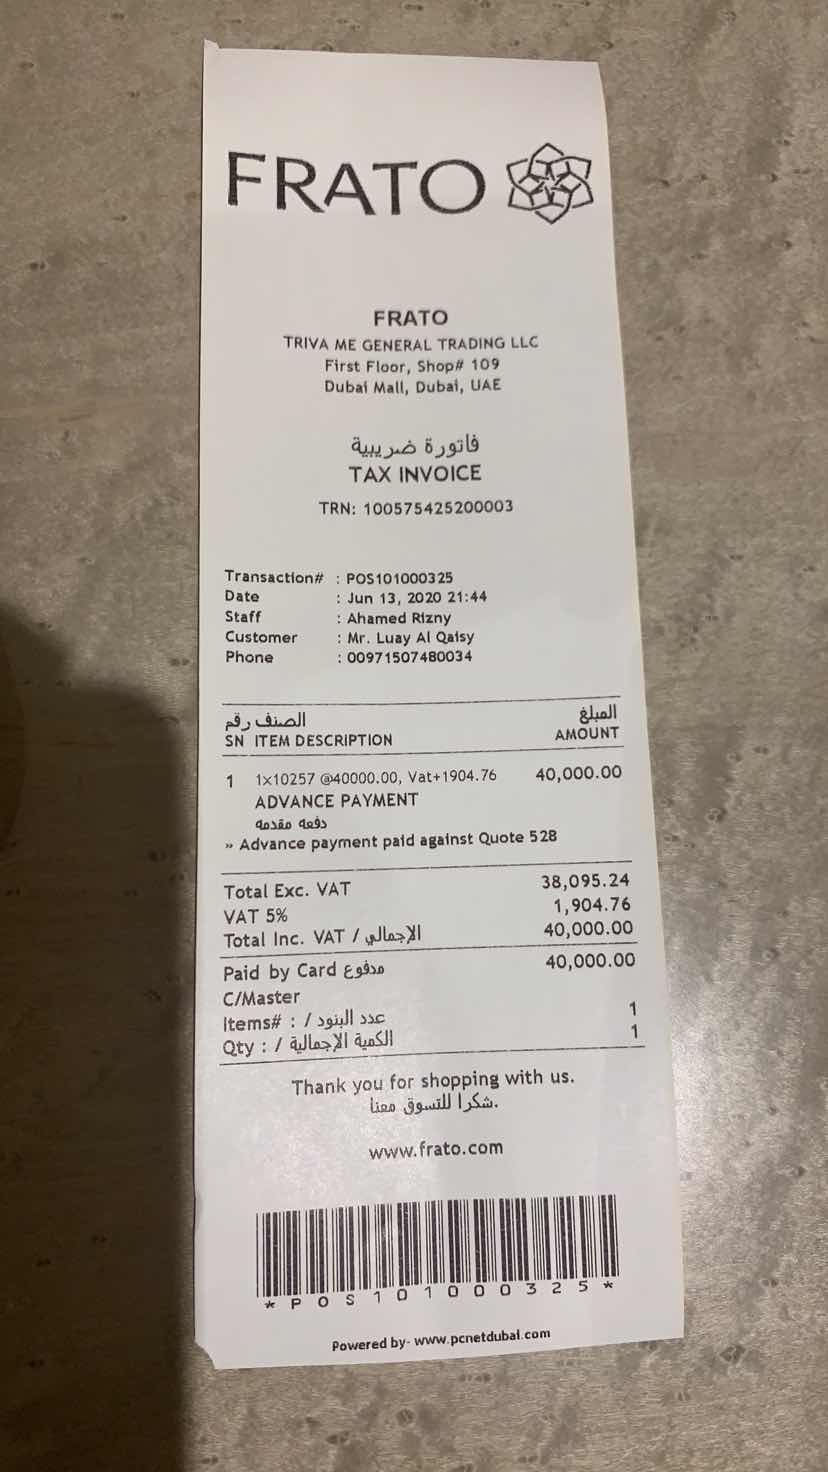 FRATO
FRATO
TRIVA ME GENERAL TRADING LLC
First Floor, Shop# 109
Dubai Mall, Dubai, UAE
فاتورة ضريبية
TAX INVOICE
TRN: 100575425200003
Transaction# : POS101000325
Date : Jun 13, 2020 21:44
Staff : Ahamed Rizny
Customer : Mr. Luay Al Qaisy
Phone : 00971507480034
الصنف رقم المبلغ
SN ITEM DESCRIPTION AMOUNT
1 1x10257 @40000.00, Vat+1904.76 40,000.00
ADVANCE PAYMENT
دفعه مقدمه
» Advance payment paid against Quote 528
Total Exc. VAT 38,095.24
VAT 5% 1,904.76
Total Inc. VAT / الإجمالي 40,000.00
Paid by Card مدفوع 40,000.00
C/Master
Items# : / عدد البنود 1
Qty : / الكمية الإجمالية 1
Thank you for shopping with us.
شكرا للتسوق معنا.
www.frato.com
*POS101000325*
Powered by- www.pcnetdubai.com